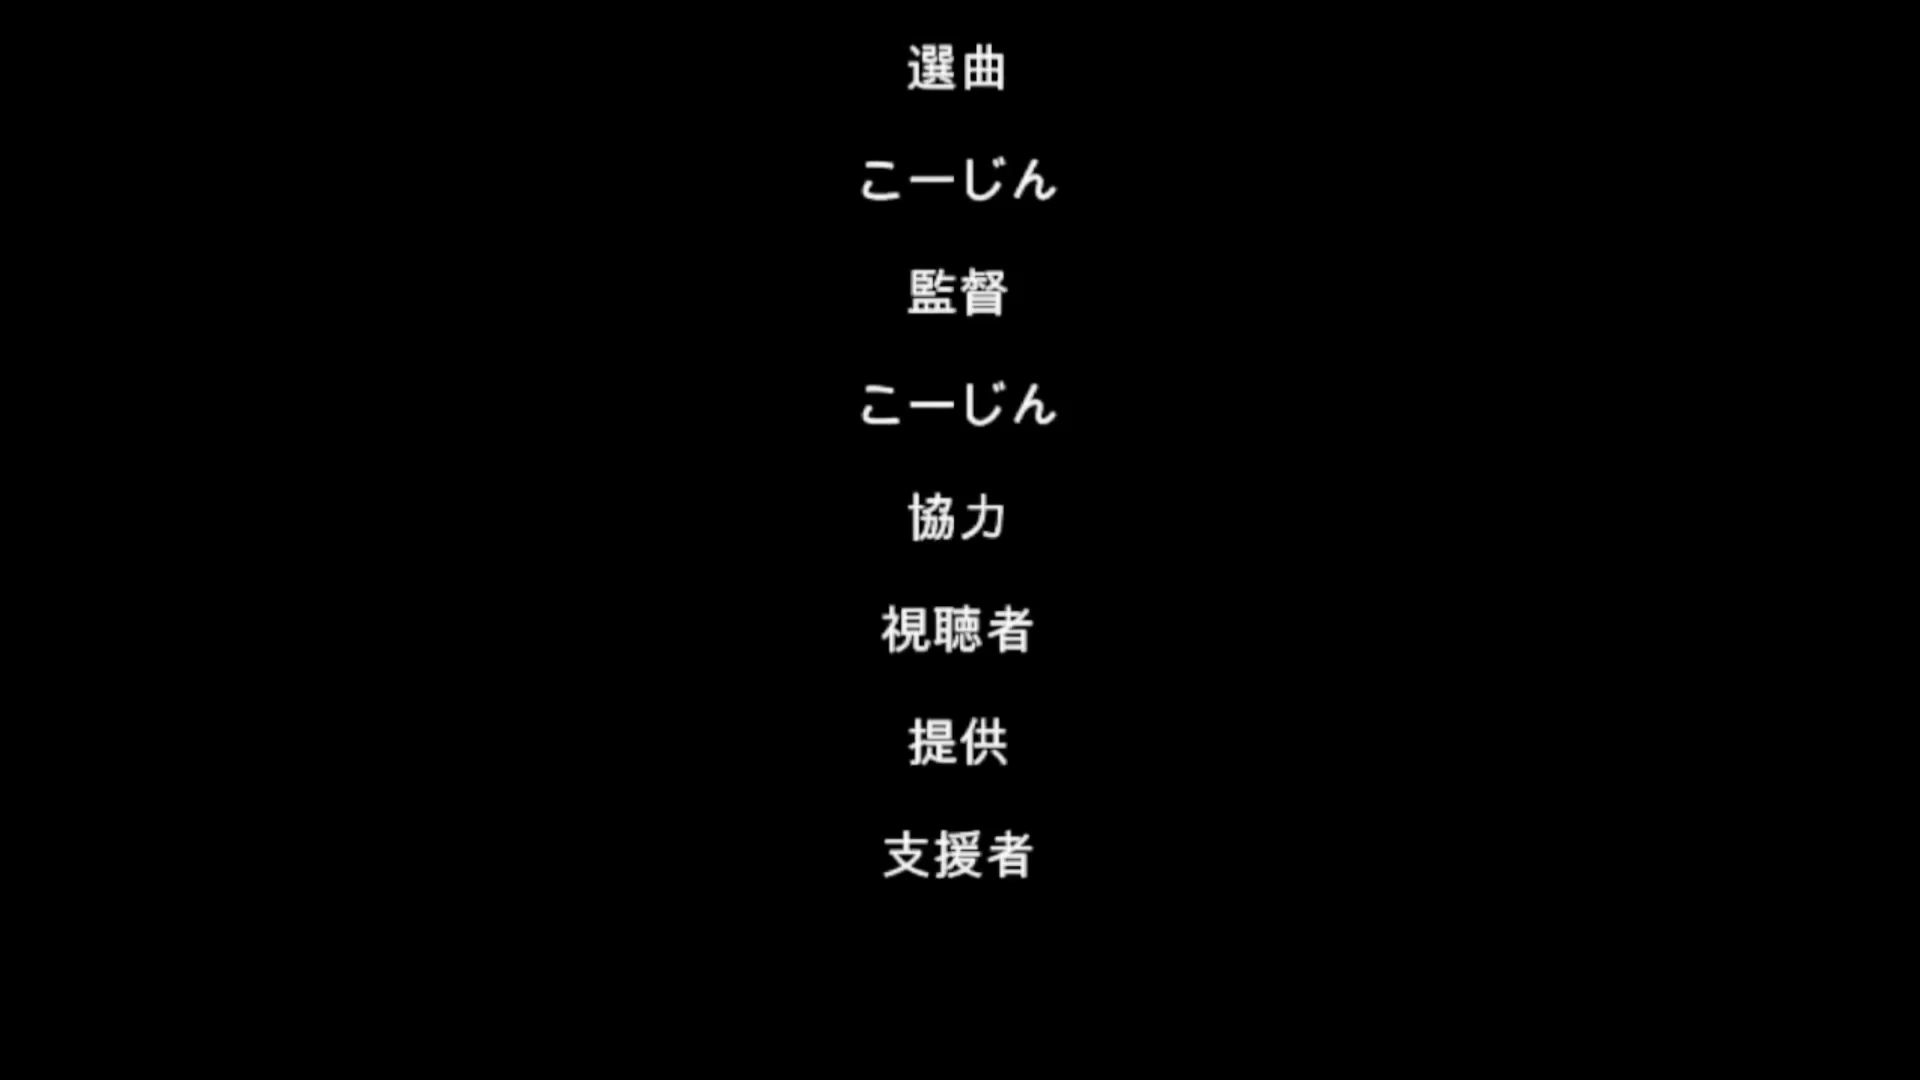 選曲
こーじん
監督
こーじん
協力
視聴者
提供
支援者